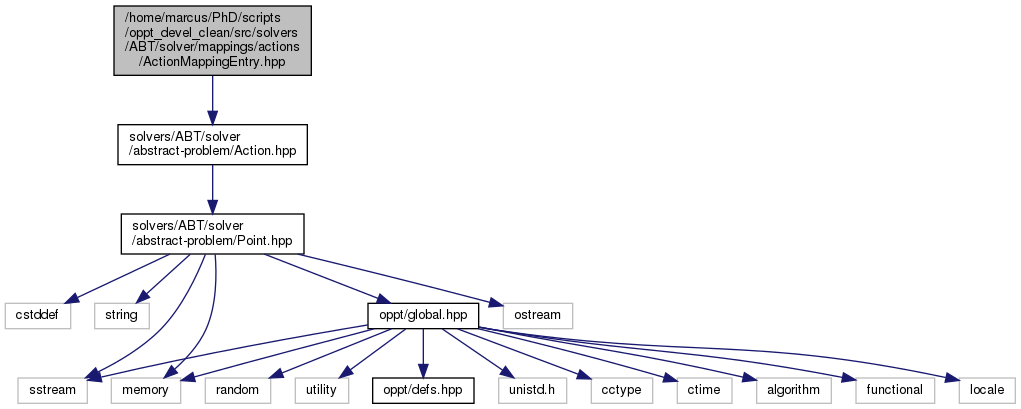 /home/marcus/PhD/scripts
/oppt_devel_clean/src/solvers
/ABT/solver/mappings/actions
/ActionMappingEntry.hpp
solvers/ABT/solver
/abstract-problem/Action.hpp
solvers/ABT/solver
/abstract-problem/Point.hpp
cstddef
string
oppt/global.hpp
ostream
sstream
memory
random
utility
oppt/defs.hpp
unistd.h
cctype
ctime
algorithm
functional
locale